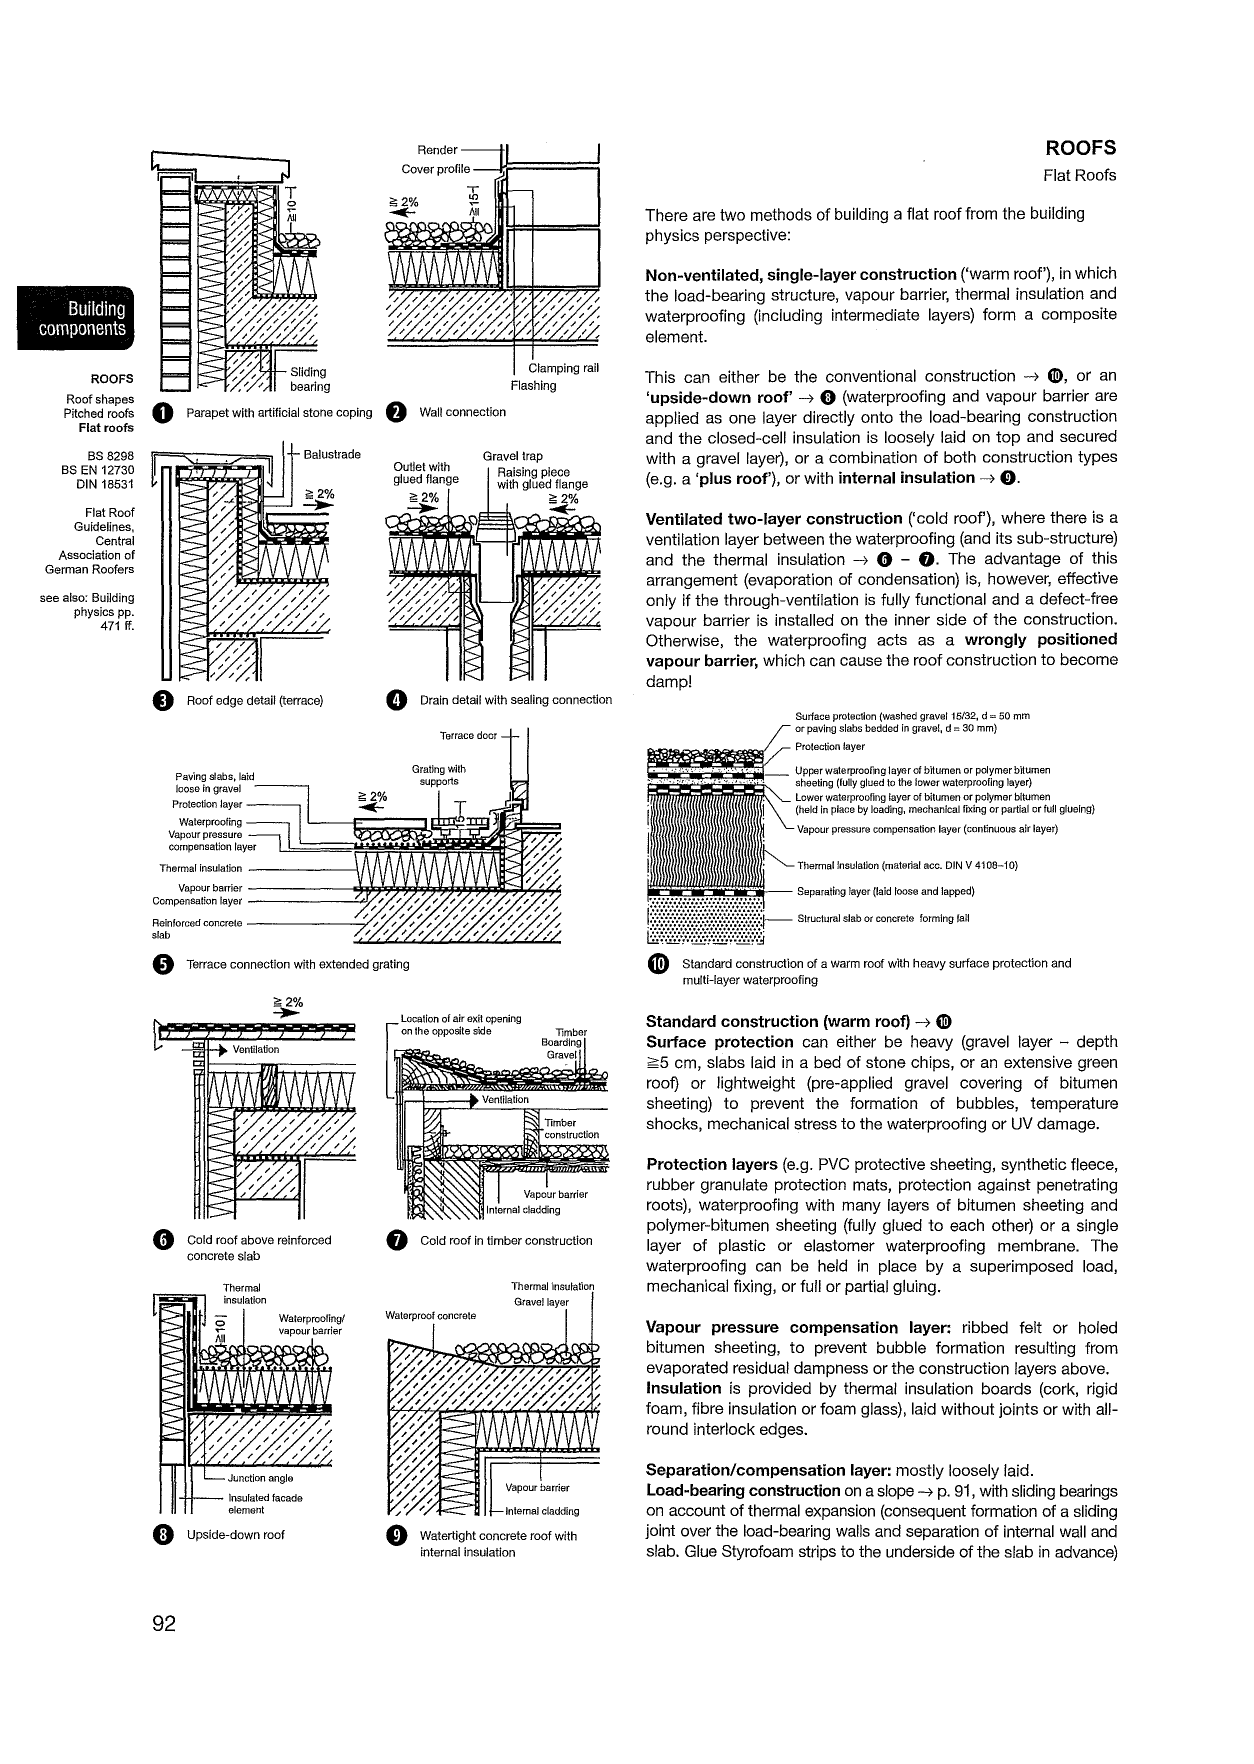 ROOFS
Flat Roofs
Building
components
ROOFS
Roof shapes
Pitched roofs
Flat roofs
BS 8298
BS EN 12730
DIN 18531
Flat Roof
Guidelines,
Central
Association of
German Roofers
see also: Building
physics pp.
471 ff.
≧10
Sliding
bearing
❶ Parapet with artificial stone coping
Render
Cover profile
≧ 2%
≧15
Clamping rail
Flashing
❷ Wall connection
Balustrade
≧ 2%
❸ Roof edge detail (terrace)
Gravel trap
Outlet with
glued flange
Raising piece
with glued flange
≧ 2%
≧ 2%
❹ Drain detail with sealing connection
Terrace door
Grating with
supports
Paving slabs, laid
loose in gravel
≧ 2%
15
Protection layer
Waterproofing
Vapour pressure
compensation layer
Thermal insulation
Vapour barrier
Compensation layer
Reinforced concrete
slab
❺ Terrace connection with extended grating
≧ 2%
Ventilation
❻ Cold roof above reinforced
concrete slab
Location of air exit opening
on the opposite side
Timber
Boarding
Gravel
Ventilation
Timber
construction
Vapour barrier
Internal cladding
❼ Cold roof in timber construction
Thermal
insulation
≧10
Waterproofing/
vapour barrier
Junction angle
Insulated facade
element
❽ Upside-down roof
Thermal insulation
Gravel layer
Waterproof concrete
Vapour barrier
Internal cladding
❾ Watertight concrete roof with
internal insulation
There are two methods of building a flat roof from the building
physics perspective:
Non-ventilated, single-layer construction (‘warm roof’), in which
the load-bearing structure, vapour barrier, thermal insulation and
waterproofing (including intermediate layers) form a composite
element.
This can either be the conventional construction → ❿, or an
‘upside-down roof’ → ❽ (waterproofing and vapour barrier are
applied as one layer directly onto the load-bearing construction
and the closed-cell insulation is loosely laid on top and secured
with a gravel layer), or a combination of both construction types
(e.g. a ‘plus roof’), or with internal insulation → ❾.
Ventilated two-layer construction (‘cold roof’), where there is a
ventilation layer between the waterproofing (and its sub-structure)
and the thermal insulation → ❻ – ❼. The advantage of this
arrangement (evaporation of condensation) is, however, effective
only if the through-ventilation is fully functional and a defect-free
vapour barrier is installed on the inner side of the construction.
Otherwise, the waterproofing acts as a wrongly positioned
vapour barrier, which can cause the roof construction to become
damp!
Surface protection (washed gravel 15/32, d = 50 mm
or paving slabs bedded in gravel, d = 30 mm)
Protection layer
Upper waterproofing layer of bitumen or polymer bitumen
sheeting (fully glued to the lower waterproofing layer)
Lower waterproofing layer of bitumen or polymer bitumen
(held in place by loading, mechanical fixing or partial or full glueing)
Vapour pressure compensation layer (continuous air layer)
Thermal insulation (material acc. DIN V 4108–10)
Separating layer (laid loose and lapped)
Structural slab or concrete forming fall
❿ Standard construction of a warm roof with heavy surface protection and
multi-layer waterproofing
Standard construction (warm roof) → ❿
Surface protection can either be heavy (gravel layer – depth
≧5 cm, slabs laid in a bed of stone chips, or an extensive green
roof) or lightweight (pre-applied gravel covering of bitumen
sheeting) to prevent the formation of bubbles, temperature
shocks, mechanical stress to the waterproofing or UV damage.
Protection layers (e.g. PVC protective sheeting, synthetic fleece,
rubber granulate protection mats, protection against penetrating
roots), waterproofing with many layers of bitumen sheeting and
polymer-bitumen sheeting (fully glued to each other) or a single
layer of plastic or elastomer waterproofing membrane. The
waterproofing can be held in place by a superimposed load,
mechanical fixing, or full or partial gluing.
Vapour pressure compensation layer: ribbed felt or holed
bitumen sheeting, to prevent bubble formation resulting from
evaporated residual dampness or the construction layers above.
Insulation is provided by thermal insulation boards (cork, rigid
foam, fibre insulation or foam glass), laid without joints or with all-
round interlock edges.
Separation/compensation layer: mostly loosely laid.
Load-bearing construction on a slope → p. 91, with sliding bearings
on account of thermal expansion (consequent formation of a sliding
joint over the load-bearing walls and separation of internal wall and
slab. Glue Styrofoam strips to the underside of the slab in advance)
92